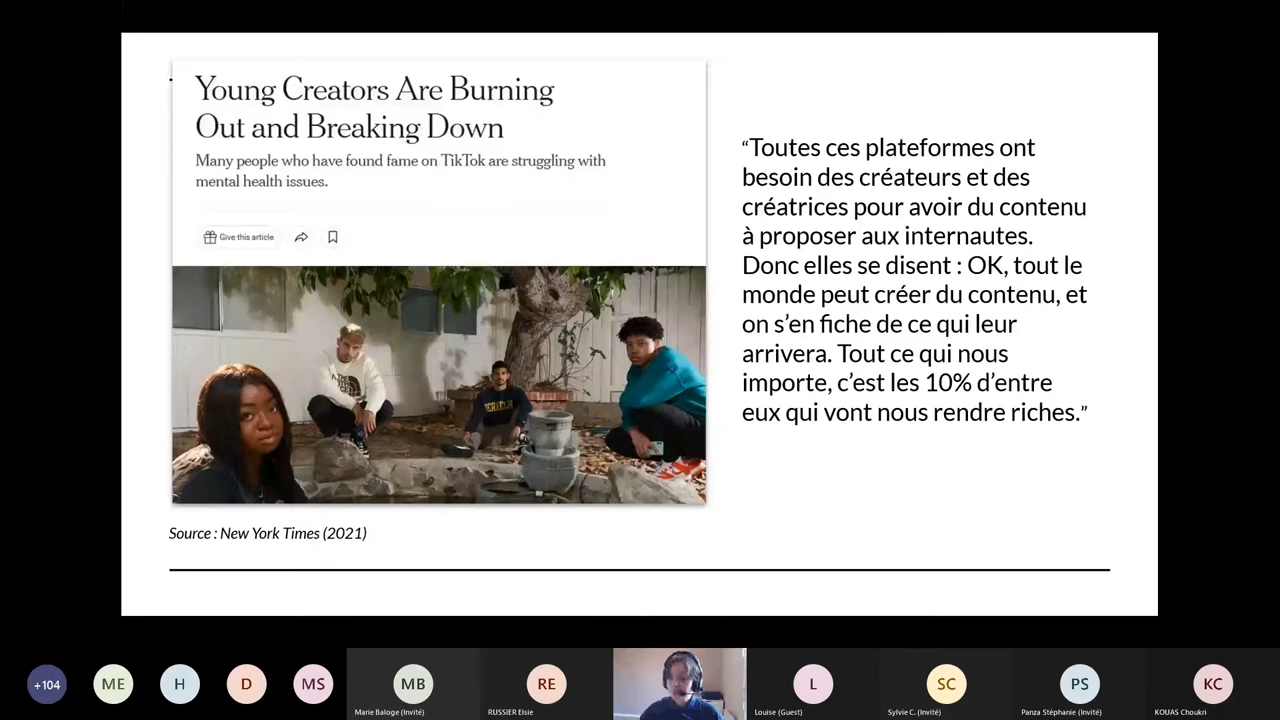 Young Creators Are Burning
Out and Breaking Down
Many people who have found fame on TikTok are struggling with
mental health issues.
Give this article
“Toutes ces plateformes ont
besoin des créateurs et des
créatrices pour avoir du contenu
à proposer aux internautes.
Donc elles se disent : OK, tout le
monde peut créer du contenu, et
on s’en fiche de ce qui leur
arrivera. Tout ce qui nous
importe, c’est les 10% d’entre
eux qui vont nous rendre riches.”
Source : New York Times (2021)
+104
ME
H
D
MS
MB
RE
L
SC
PS
KC
Marie Baloge (Invité)
RUSSIER Elsie
Louise (Guest)
Sylvie C. (Invité)
Panza Stéphanie (Invité)
KOUAS Choukri